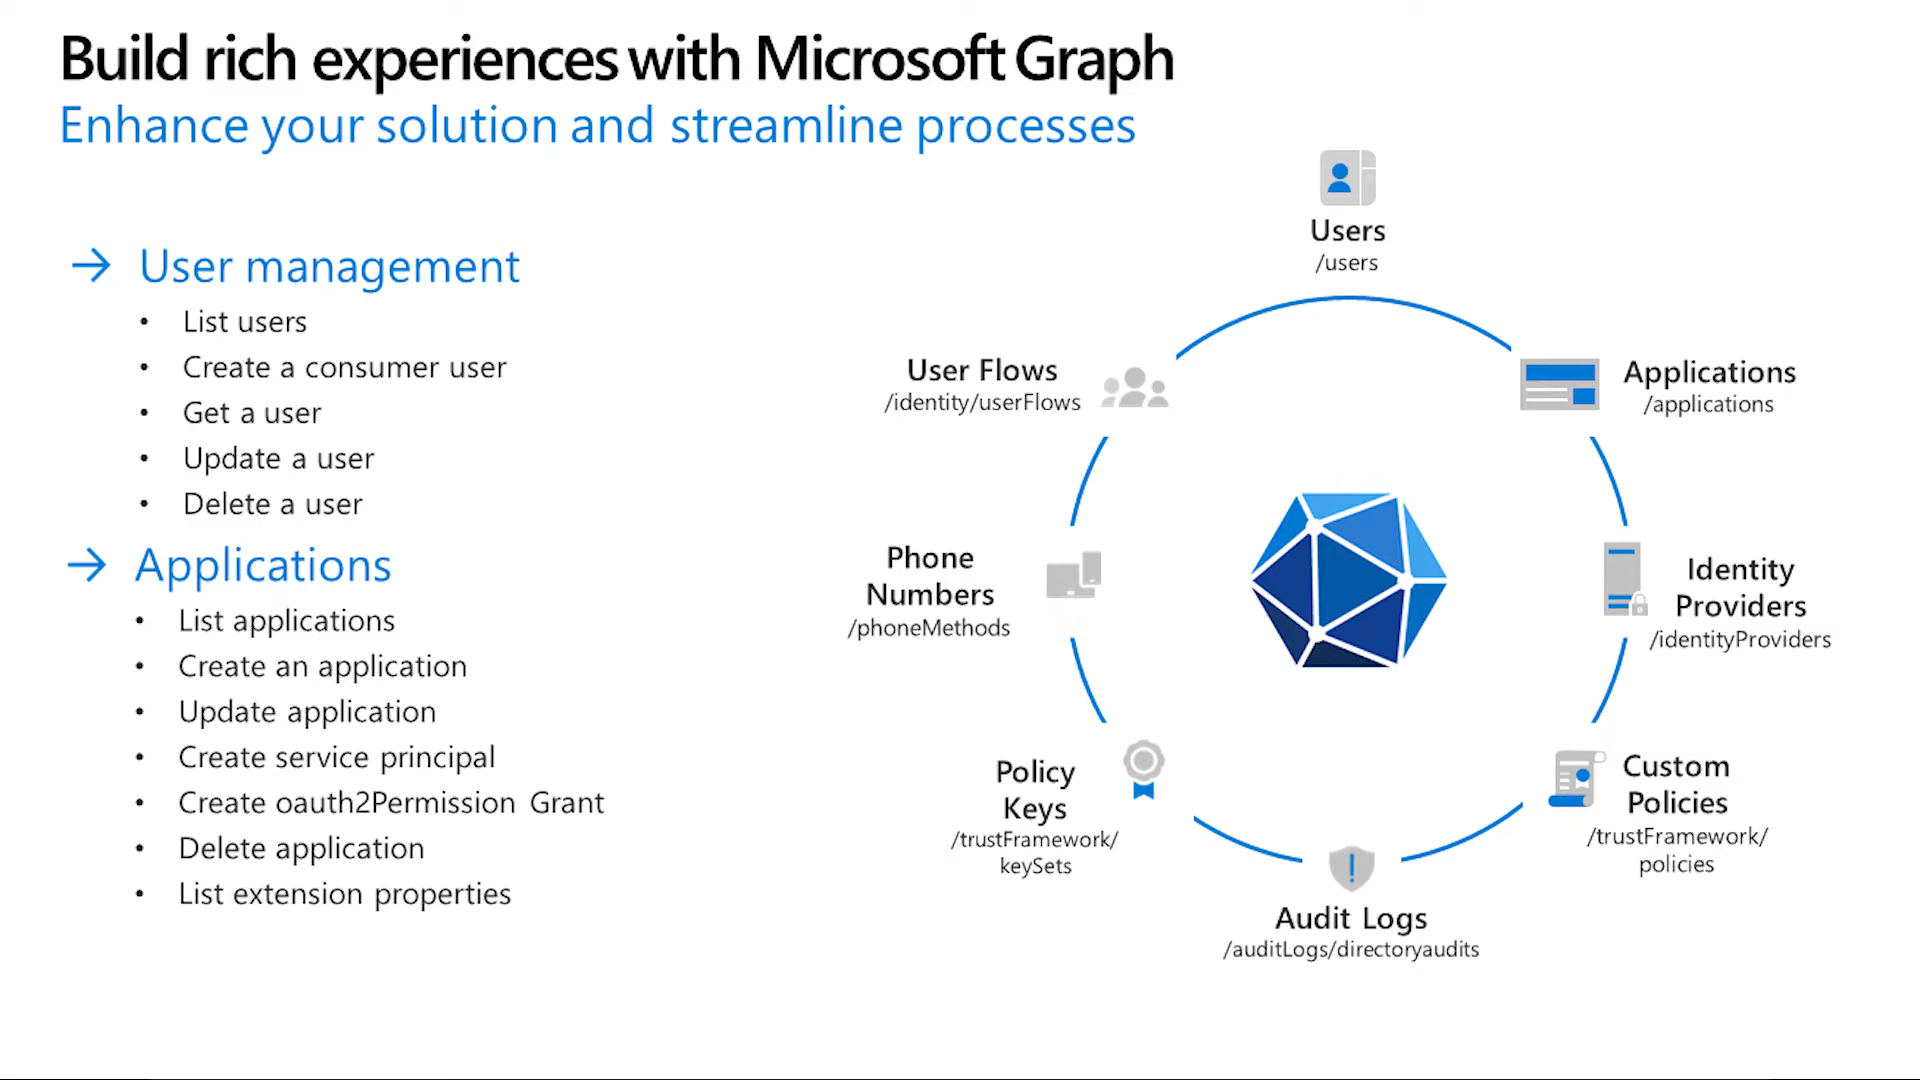 Build rich experiences with Microsoft Graph
Enhance your solution and streamline processes
→ User management
• List users
• Create a consumer user
• Get a user
• Update a user
• Delete a user
→ Applications
• List applications
• Create an application
• Update application
• Create service principal
• Create oauth2Permission Grant
• Delete application
• List extension properties
Users
/users
Applications
/applications
Identity
Providers
/identityProviders
Custom
Policies
/trustFramework/
policies
Audit Logs
/auditLogs/directoryaudits
Policy
Keys
/trustFramework/
keySets
Phone
Numbers
/phoneMethods
User Flows
/identity/userFlows